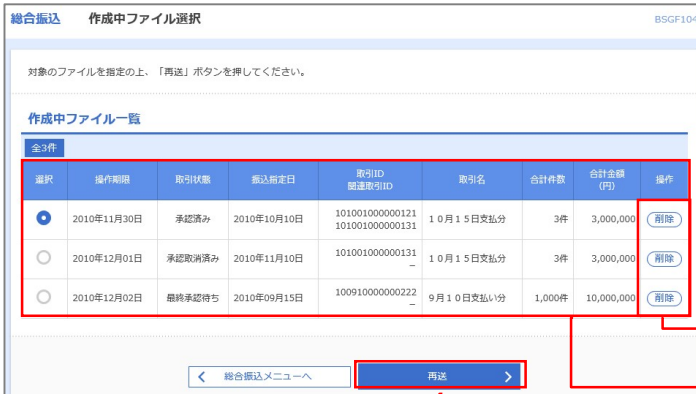 総合振込 作成中ファイル選択 BSGF104
対象のファイルを指定の上、「再送」ボタンを押してください。
作成中ファイル一覧
全3件
選択 操作期限 取引状態 振込指定日 取引ID 取引名 合計件数 合計金額 操作
関連取引ID (円)
2010年11月30日 承認済み 2010年10月10日 101001000000121 10月15日支払分 3件 3,000,000 削除
101001000000131
2010年12月01日 承認取消済み 2010年11月10日 101001000000131 10月15日支払分 3件 3,000,000 削除
–
2010年12月02日 最終承認待ち 2010年09月15日 100910000000222 9月10日支払い分 1,000件 10,000,000 削除
–
総合振込メニューへ 再送